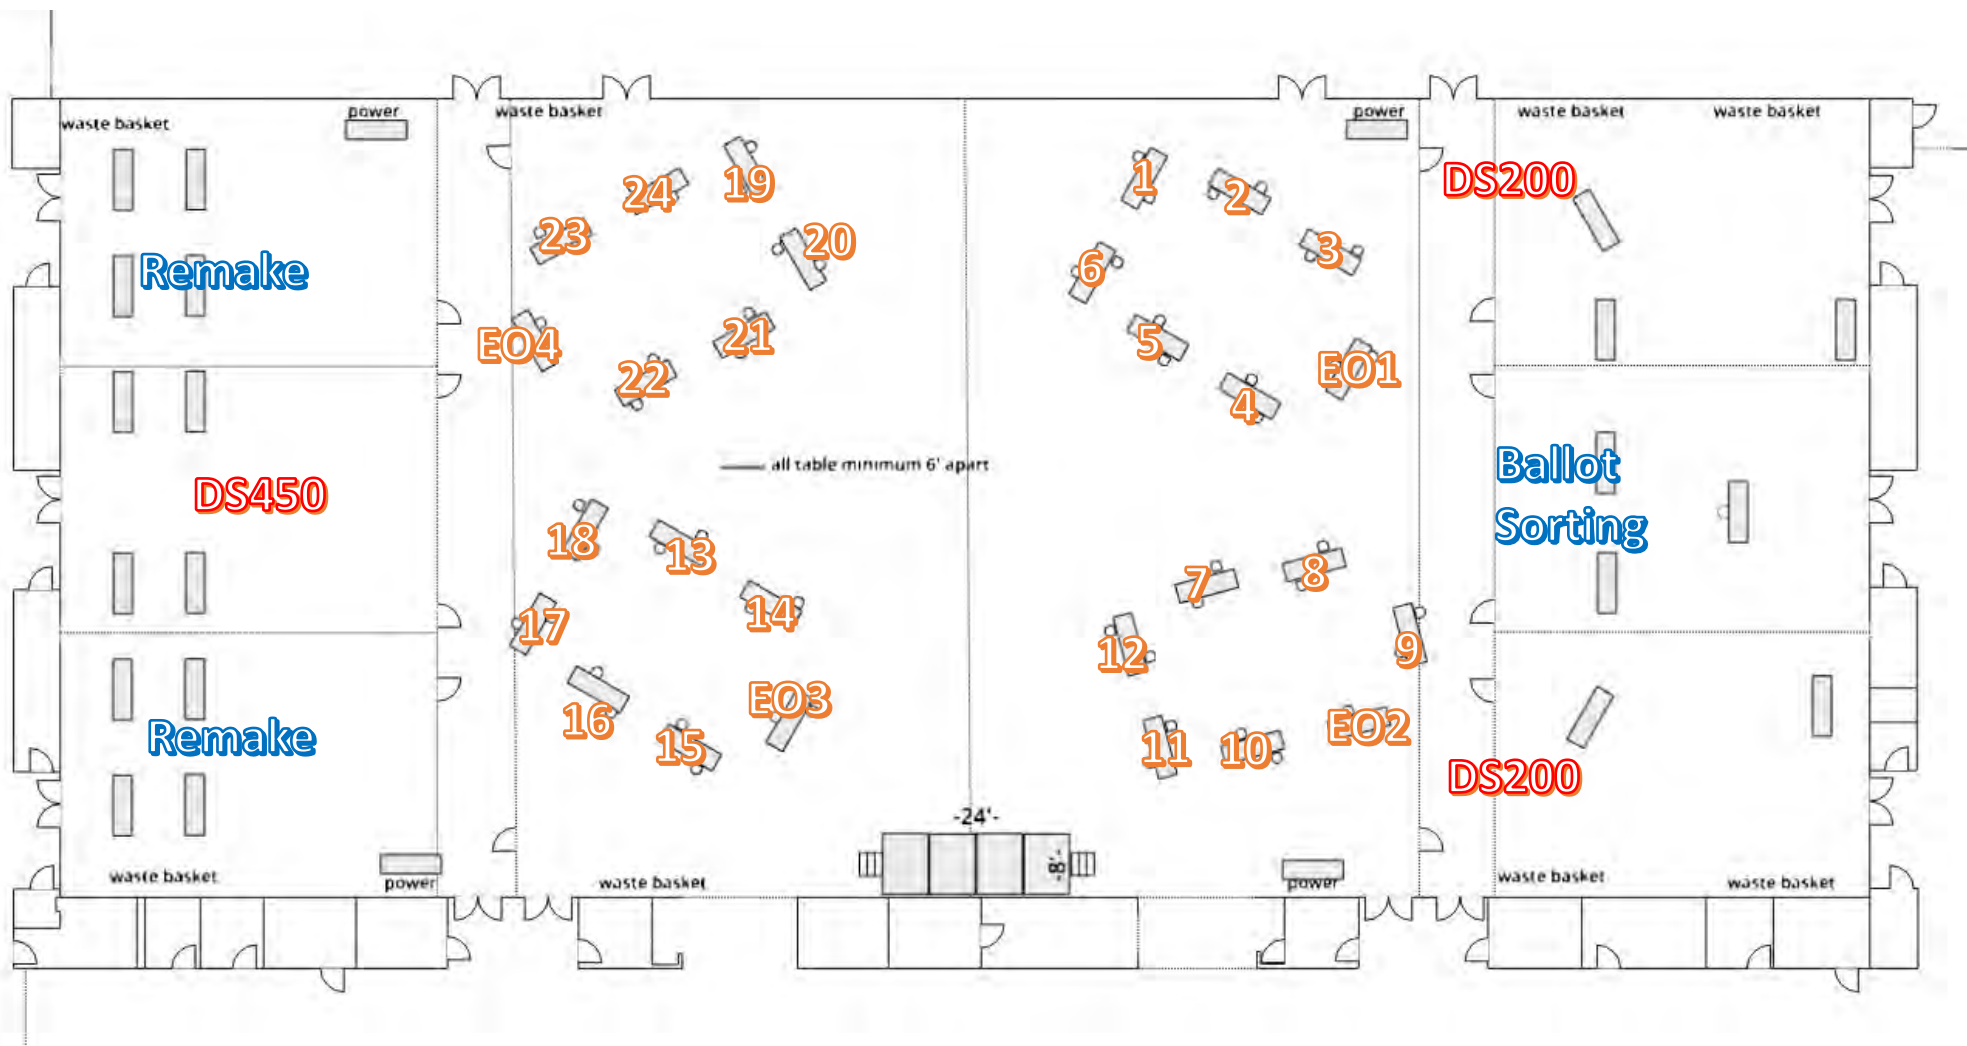 waste basket
power
waste basket
power
waste basket
waste basket
Remake
DS450
Remake
waste basket
power
19
24
23
20
EO4
21
22
all table minimum 6' apart
18
13
14
17
16
EO3
15
waste basket
-24'-
-8'-
1
2
3
6
5
EO1
4
7
8
12
9
11
10
EO2
power
DS200
Ballot
Sorting
DS200
waste basket
waste basket